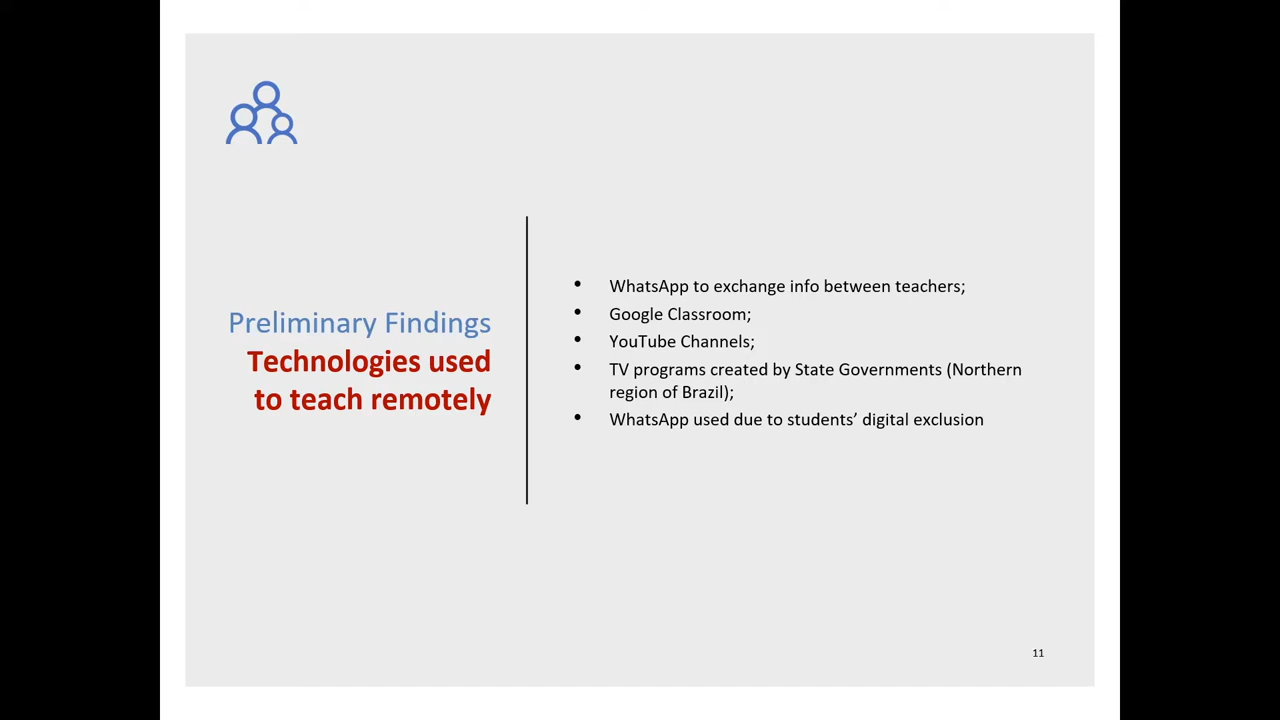 Preliminary Findings
Technologies used
to teach remotely
• WhatsApp to exchange info between teachers;
• Google Classroom;
• YouTube Channels;
• TV programs created by State Governments (Northern
region of Brazil);
• WhatsApp used due to students’ digital exclusion
11